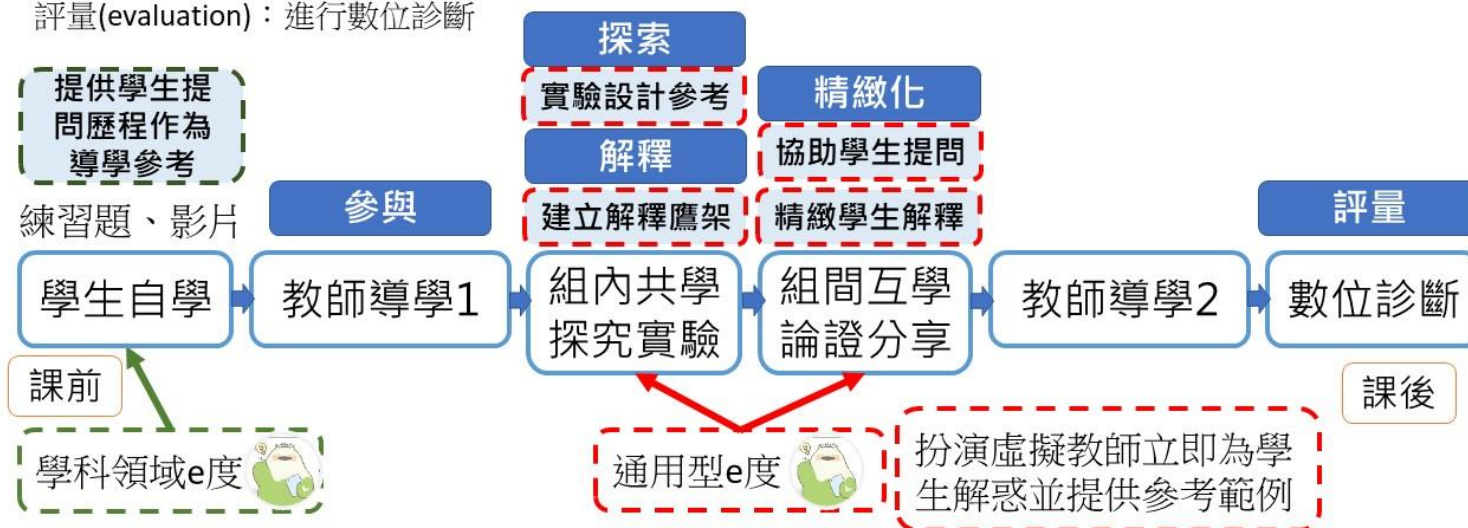 評量(evaluation)：進行數位診斷
提供學生提
問歷程作為
導學參考
練習題、影片
參與
探索
實驗設計參考
解釋
建立解釋鷹架
精緻化
協助學生提問
精緻學生解釋
評量
學生自學
教師導學1
組內共學
探究實驗
組間互學
論證分享
教師導學2
數位診斷
課前
課後
學科領域e度
通用型e度
扮演虛擬教師立即為學
生解惑並提供參考範例